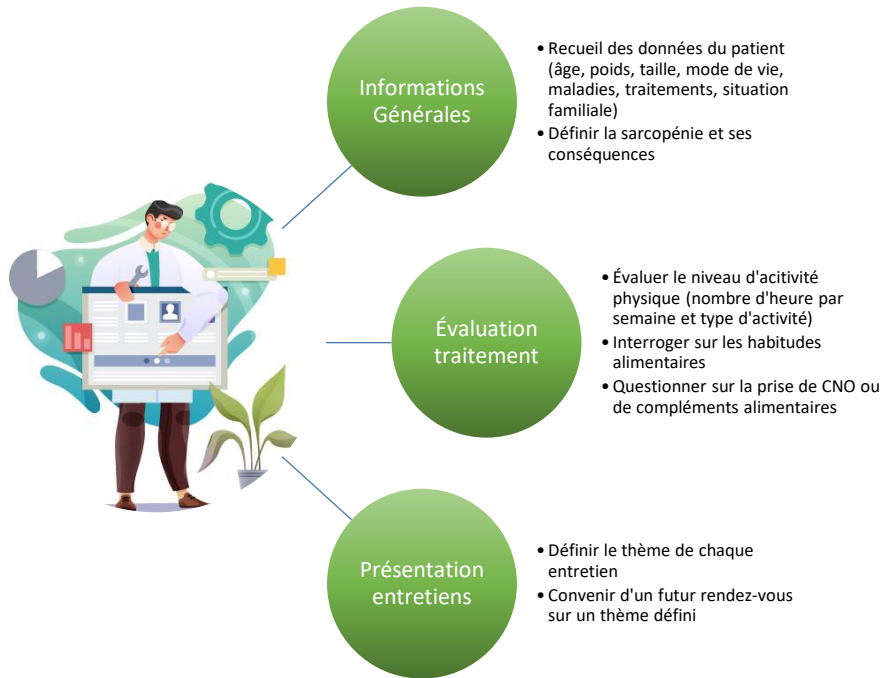 Informations
Générales
• Recueil des données du patient
(âge, poids, taille, mode de vie,
maladies, traitements, situation
familiale)
• Définir la sarcopénie et ses
conséquences
Évaluation
traitement
• Évaluer le niveau d'acitivité
physique (nombre d'heure par
semaine et type d'activité)
• Interroger sur les habitudes
alimentaires
• Questionner sur la prise de CNO ou
de compléments alimentaires
Présentation
entretiens
• Définir le thème de chaque
entretien
• Convenir d'un futur rendez-vous
sur un thème défini